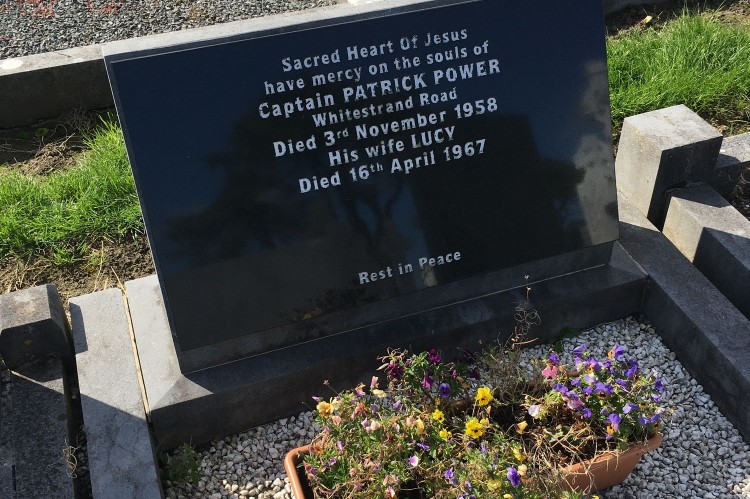 Sacred Heart Of Jesus
have mercy on the souls of
Captain PATRICK POWER
Whitestrand Road
Died 3rd November 1958
His wife LUCY
Died 16th April 1967
Rest in Peace